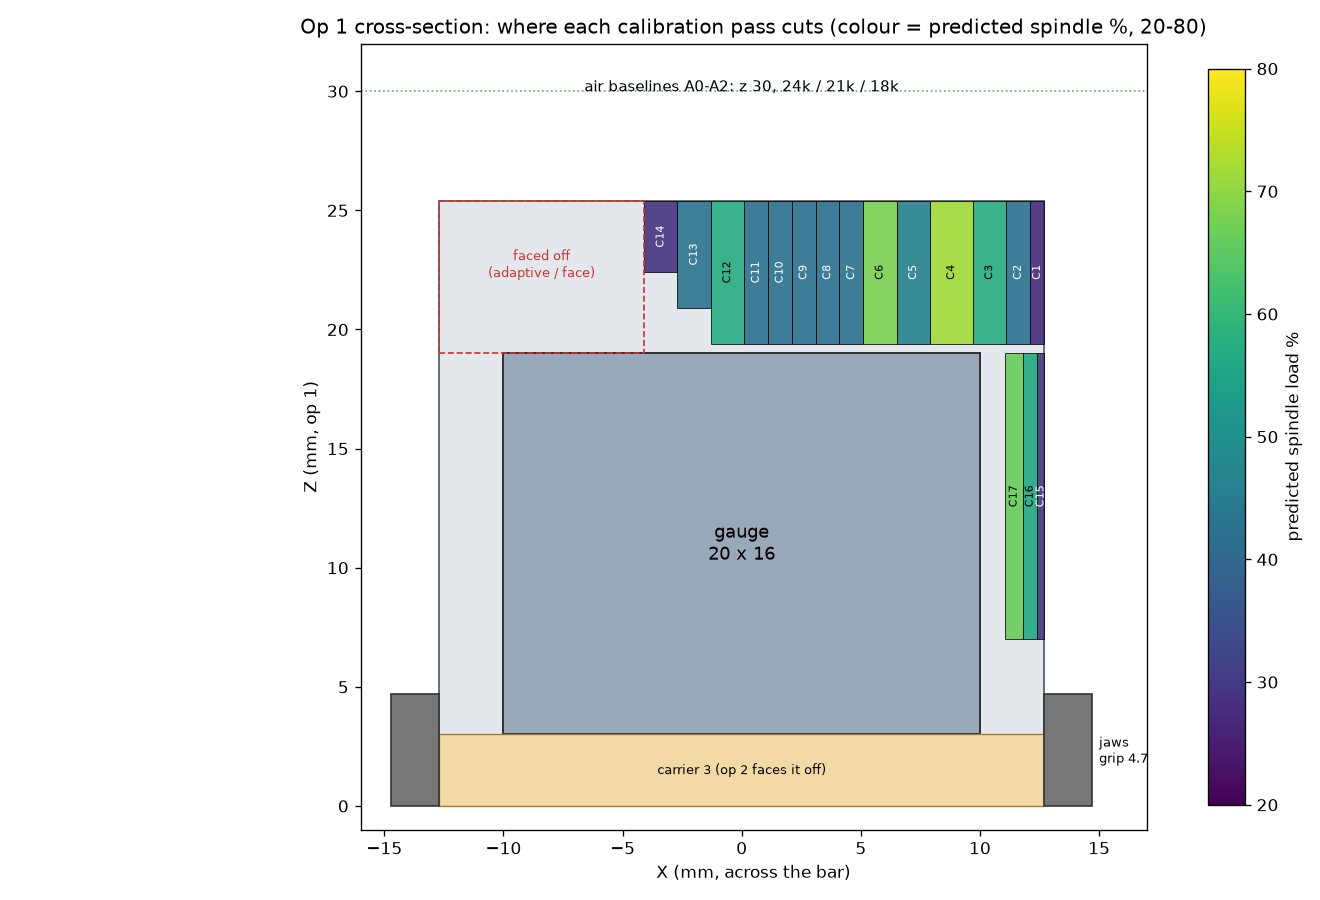 Op 1 cross-section: where each calibration pass cuts (colour = predicted spindle %, 20-80)
air baselines A0-A2: z 30, 24k / 21k / 18k
faced off
(adaptive / face)
C14
C13
C12
C11
C10
C9
C8
C7
C6
C5
C4
C3
C2
C1
C17
C16
C15
gauge
20 x 16
carrier 3 (op 2 faces it off)
jaws
grip 4.7
30
25
20
15
10
5
0
Z (mm, op 1)
−15
−10
−5
0
5
10
15
X (mm, across the bar)
80
70
60
50
40
30
20
predicted spindle load %